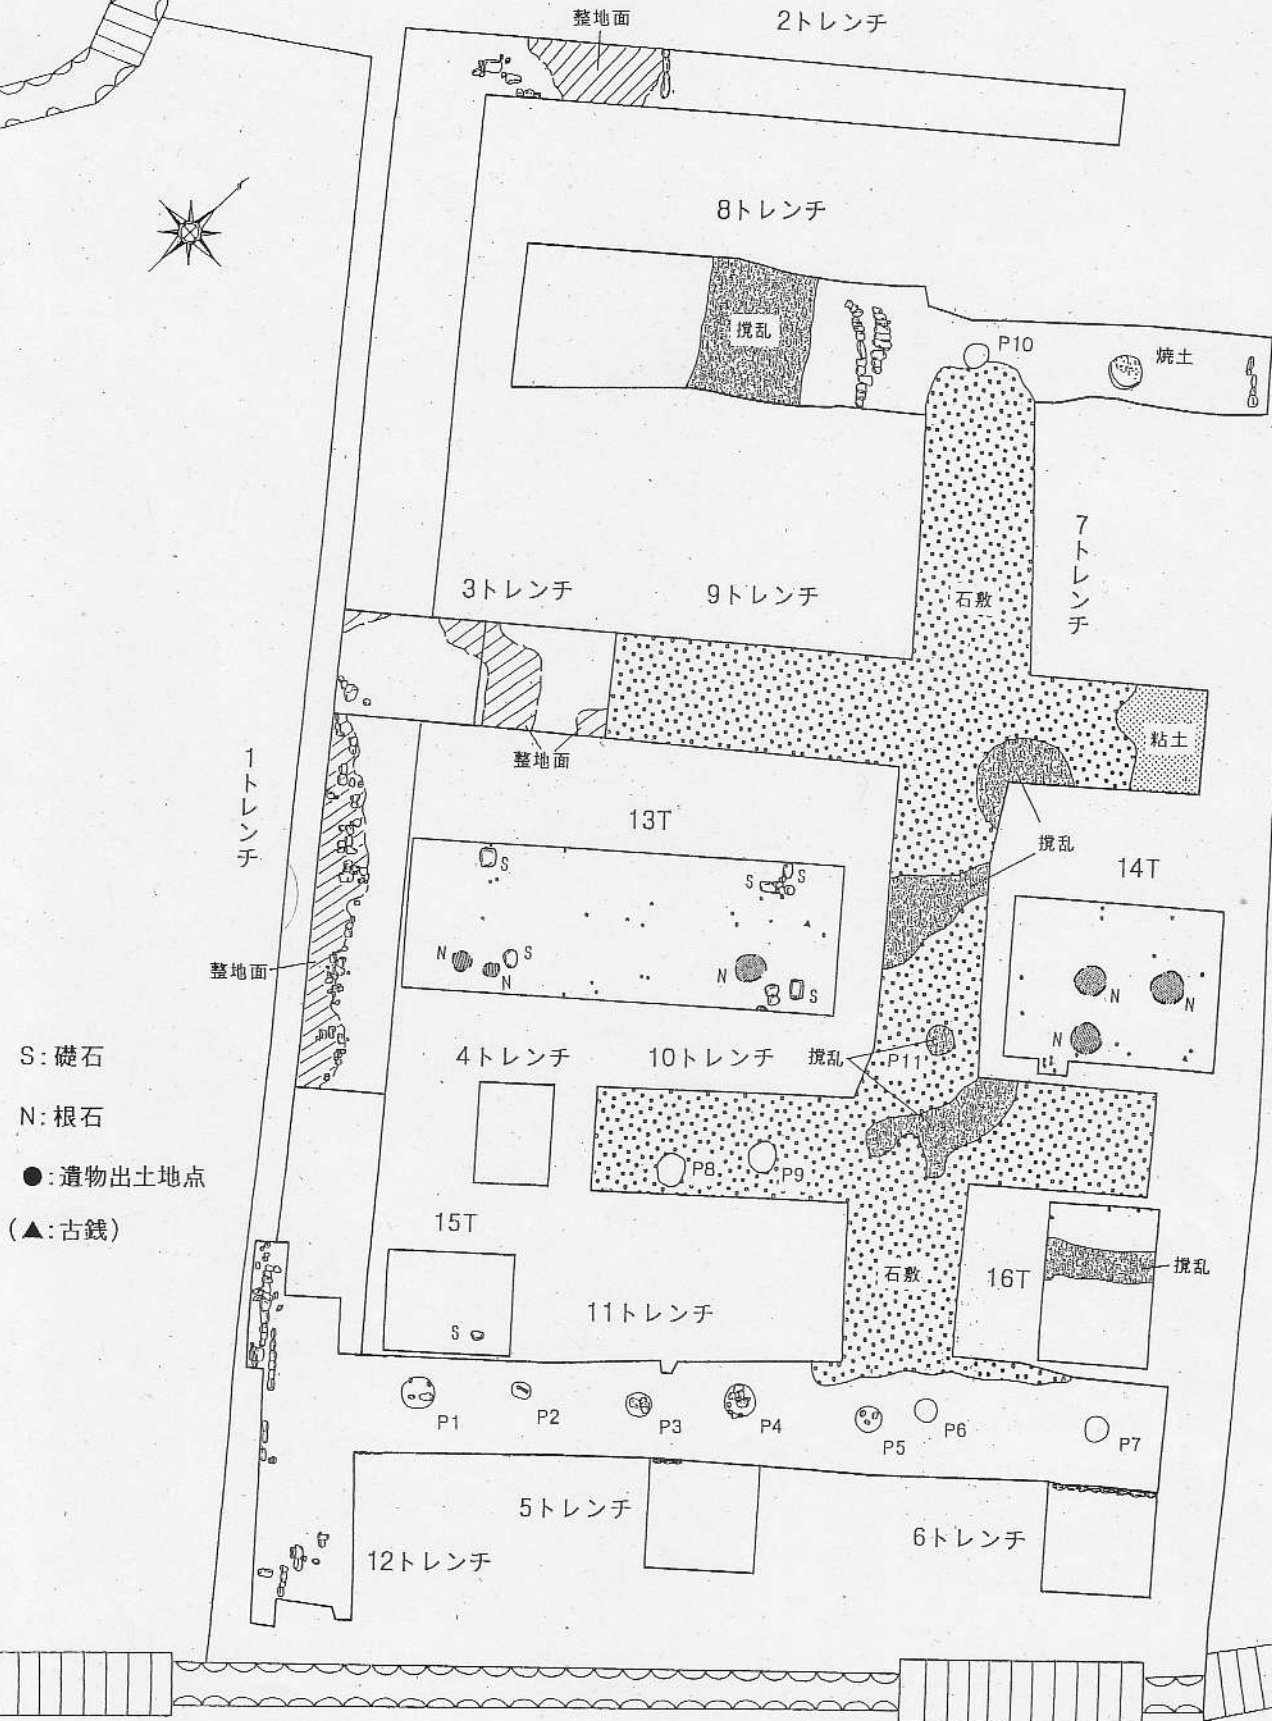 整地面
2トレンチ
8トレンチ
撹乱
P10
焼土
7トレンチ
3トレンチ
9トレンチ
石敷
整地面
粘土
1トレンチ
13T
撹乱
14T
S
S
S
N
S
N
N
S
N
N
N
整地面
S:礎石
N:根石
●:遺物出土地点
(▲:古銭)
4トレンチ
10トレンチ
撹乱
P11
P8
P9
15T
石敷
16T
撹乱
11トレンチ
S
P1
P2
P3
P4
P5
P6
P7
5トレンチ
6トレンチ
12トレンチ